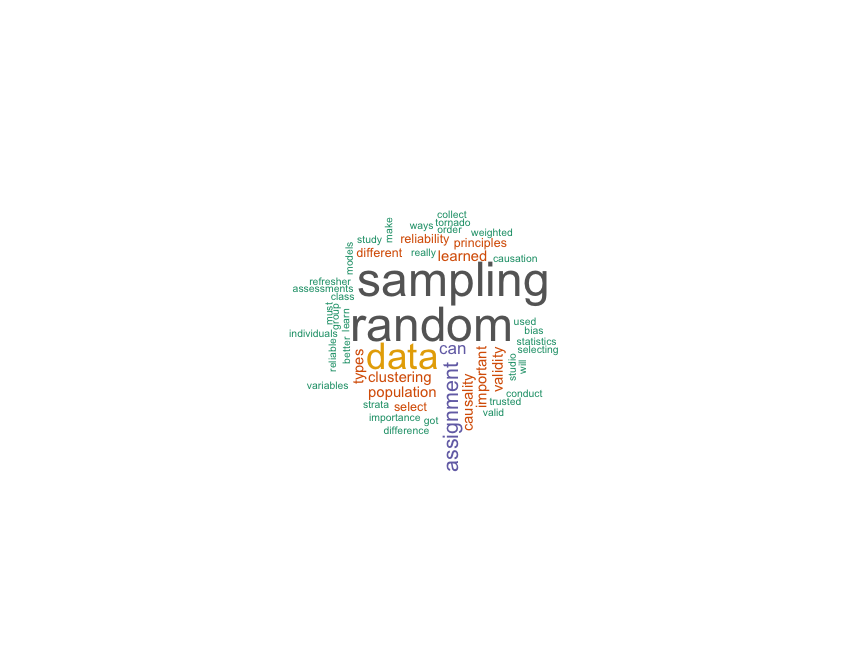 collect
tornado
make
ways
order
weighted
study
reliability
principles
models
different
really
learned
causation
refresher
sampling
assessments
class
must
group
learn
random
used
bias
individuals
statistics
reliable
better
types
data
can
selecting
important
validity
studio
will
clustering
assignment
causality
variables
population
conduct
strata
select
trusted
importance
got
valid
difference